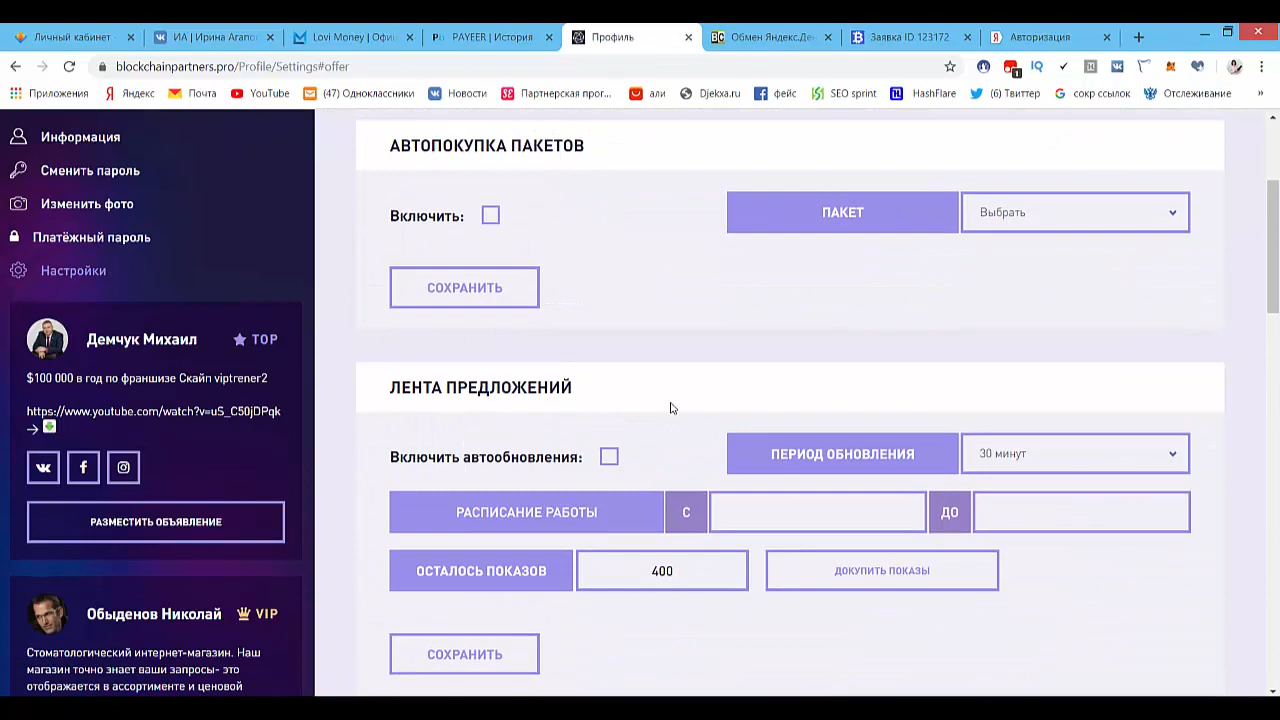 Личный кабинет
ИА | Ирина Aranov
Lovi Money | Офиц
PAYEER | История
Профиль
Обмен Яндекс.Ден
Заявка ID 123172
Авторизация
blockchainpartners.pro/Profile/Settings#offer
Приложения
Яндекс
Почта
YouTube
(47) Одноклассники
Новости
Партнерская прог...
али
Djekxa.ru
фейс
SEO sprint
HashFlare
(6) Твиттер
сокр ссылок
Отслеживание
»
Информация
Сменить пароль
Изменить фото
Платёжный пароль
Настройки
Демчук Михаил
TOP
$100 000 в год по франшизе Скайп viptrener2
https://www.youtube.com/watch?v=uS_C50jDPqk
РАЗМЕСТИТЬ ОБЪЯВЛЕНИЕ
Обыденов Николай
VIP
Стоматологический интернет-магазин. Наш
магазин точно знает ваши запросы- это
отображается в ассортименте и ценовой
АВТОПОКУПКА ПАКЕТОВ
Включить:
ПАКЕТ
Выбрать
СОХРАНИТЬ
ЛЕНТА ПРЕДЛОЖЕНИЙ
Включить автообновления:
ПЕРИОД ОБНОВЛЕНИЯ
30 минут
РАСПИСАНИЕ РАБОТЫ
С
ДО
ОСТАЛОСЬ ПОКАЗОВ
400
ДОКУПИТЬ ПОКАЗЫ
СОХРАНИТЬ